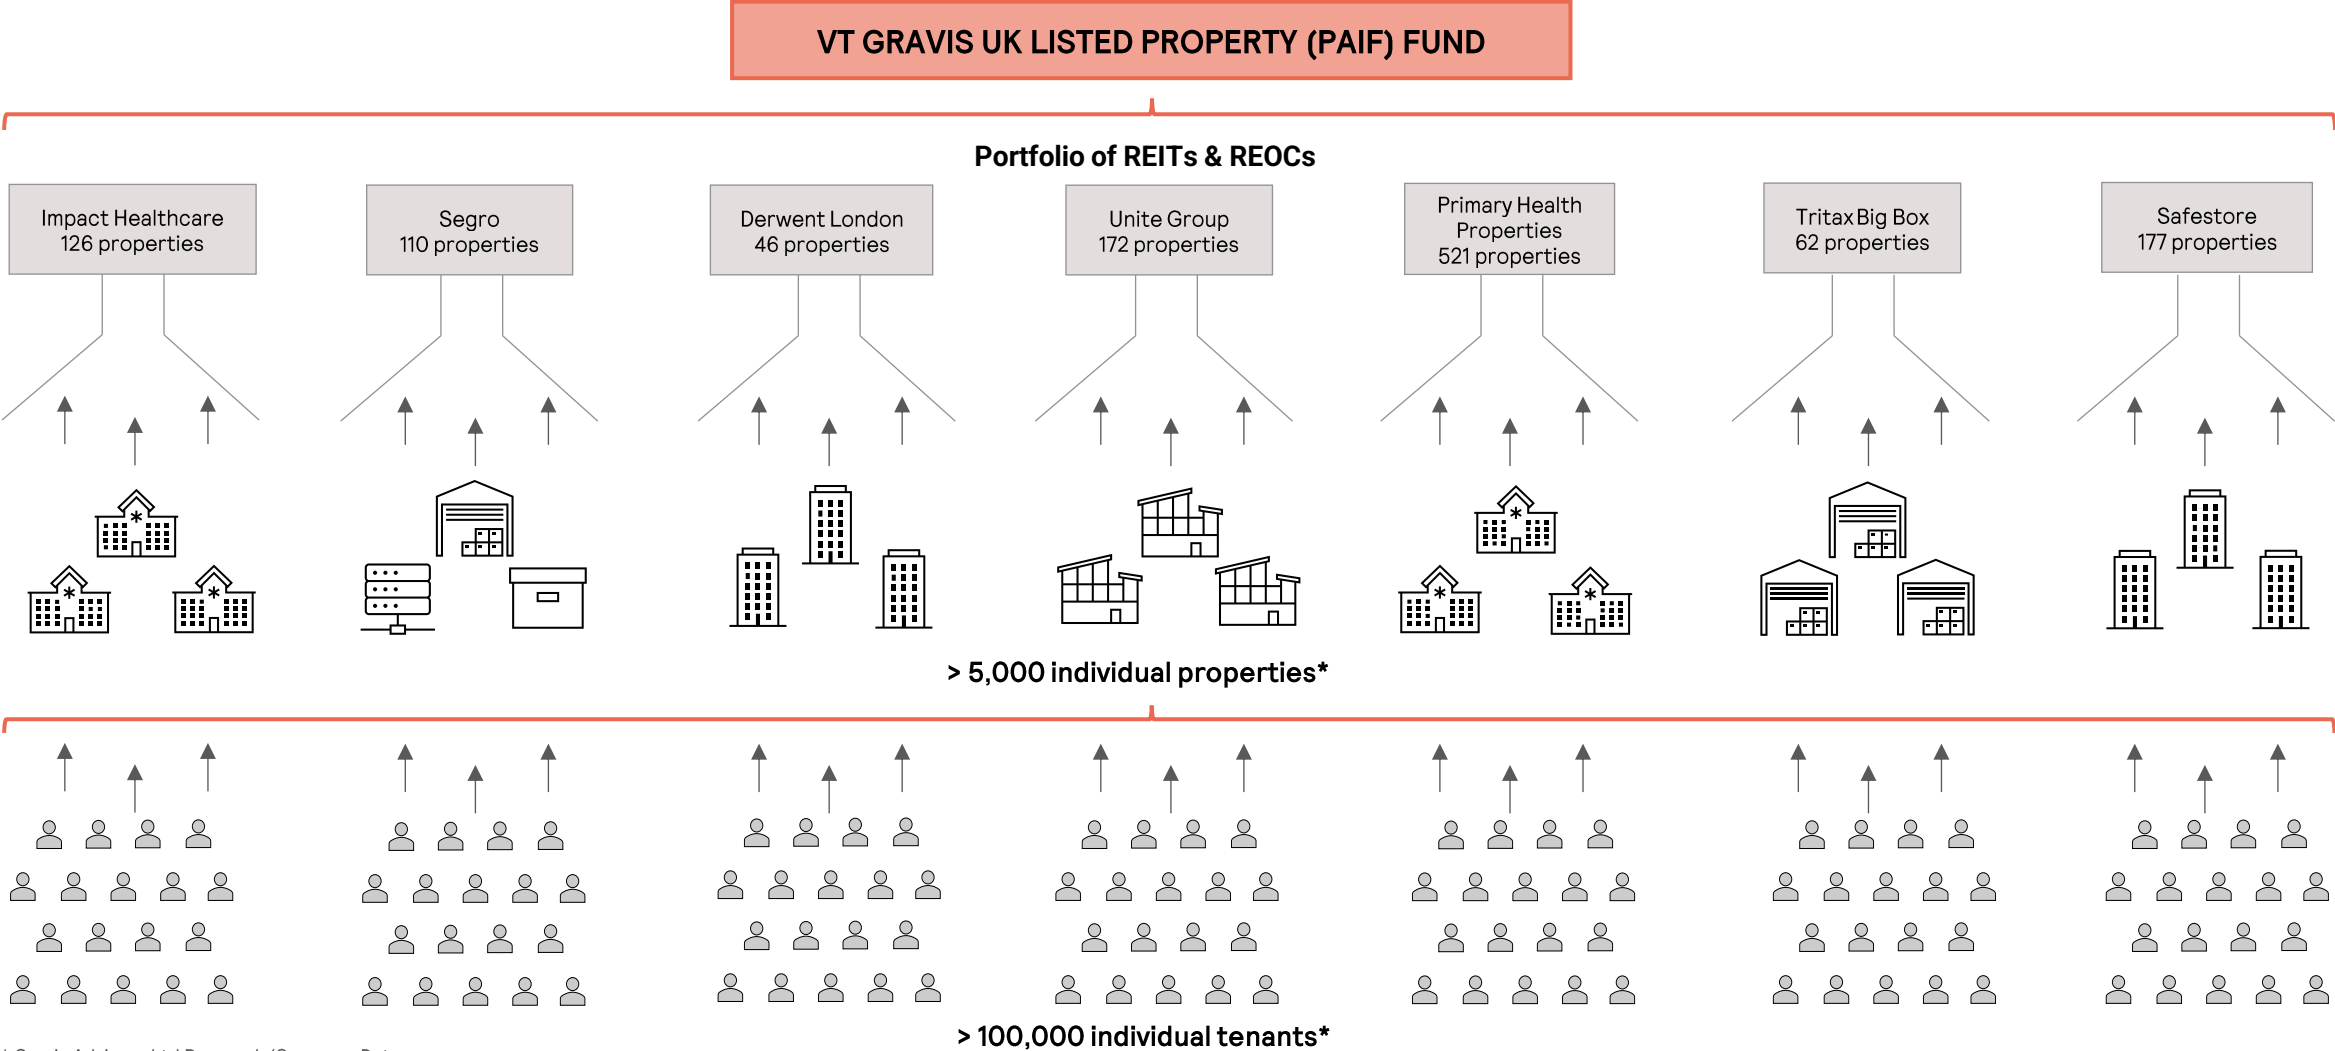 VT GRAVIS UK LISTED PROPERTY (PAIF) FUND
Portfolio of REITs & REOCs
Impact Healthcare
126 properties
Segro
110 properties
Derwent London
46 properties
Unite Group
172 properties
Primary Health
Properties
521 properties
Tritax Big Box
62 properties
Safestore
177 properties
> 5,000 individual properties*
> 100,000 individual tenants*